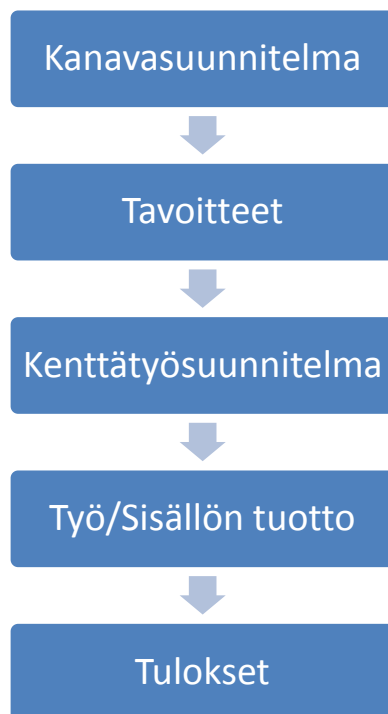 Kanavasuunnitelma
Tavoitteet
Kenttätyösuunnitelma
Työ/Sisällön tuotto
Tulokset